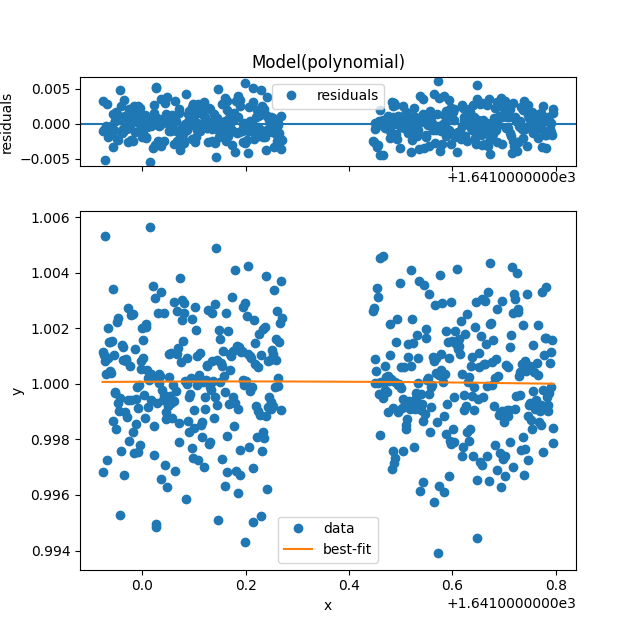 Model(polynomial)
0.005
0.000
−0.005
residuals
residuals
+1.6410000000e3
1.006
1.004
1.002
1.000
0.998
0.996
0.994
y
data
best-fit
0.0
0.2
0.4
0.6
0.8
x
+1.6410000000e3